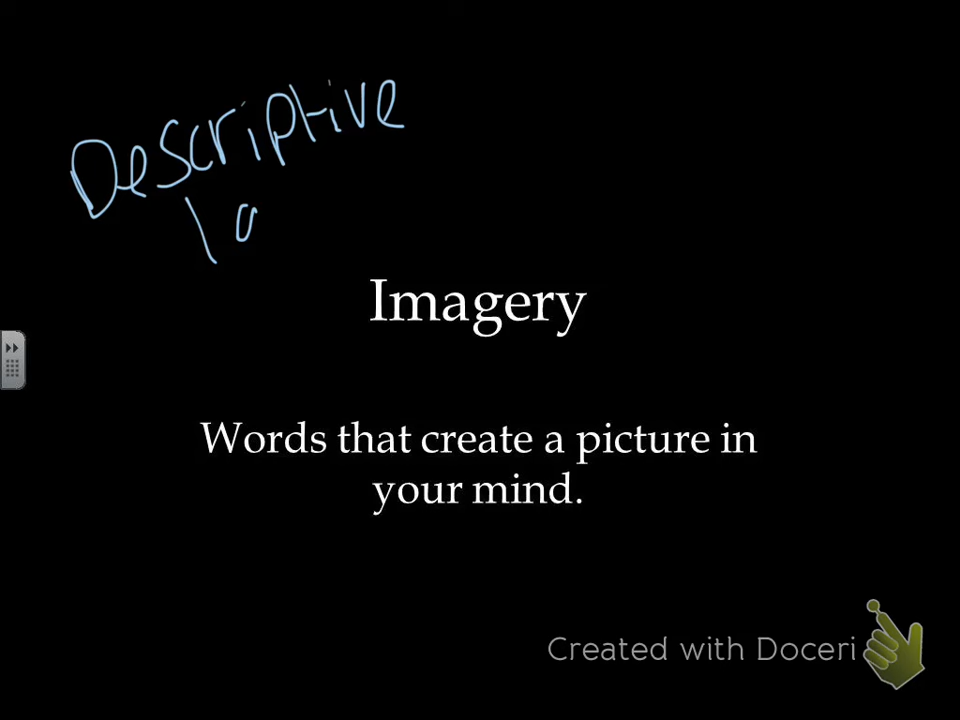 Descriptive
la
Imagery
Words that create a picture in
your mind.
Created with Doceri